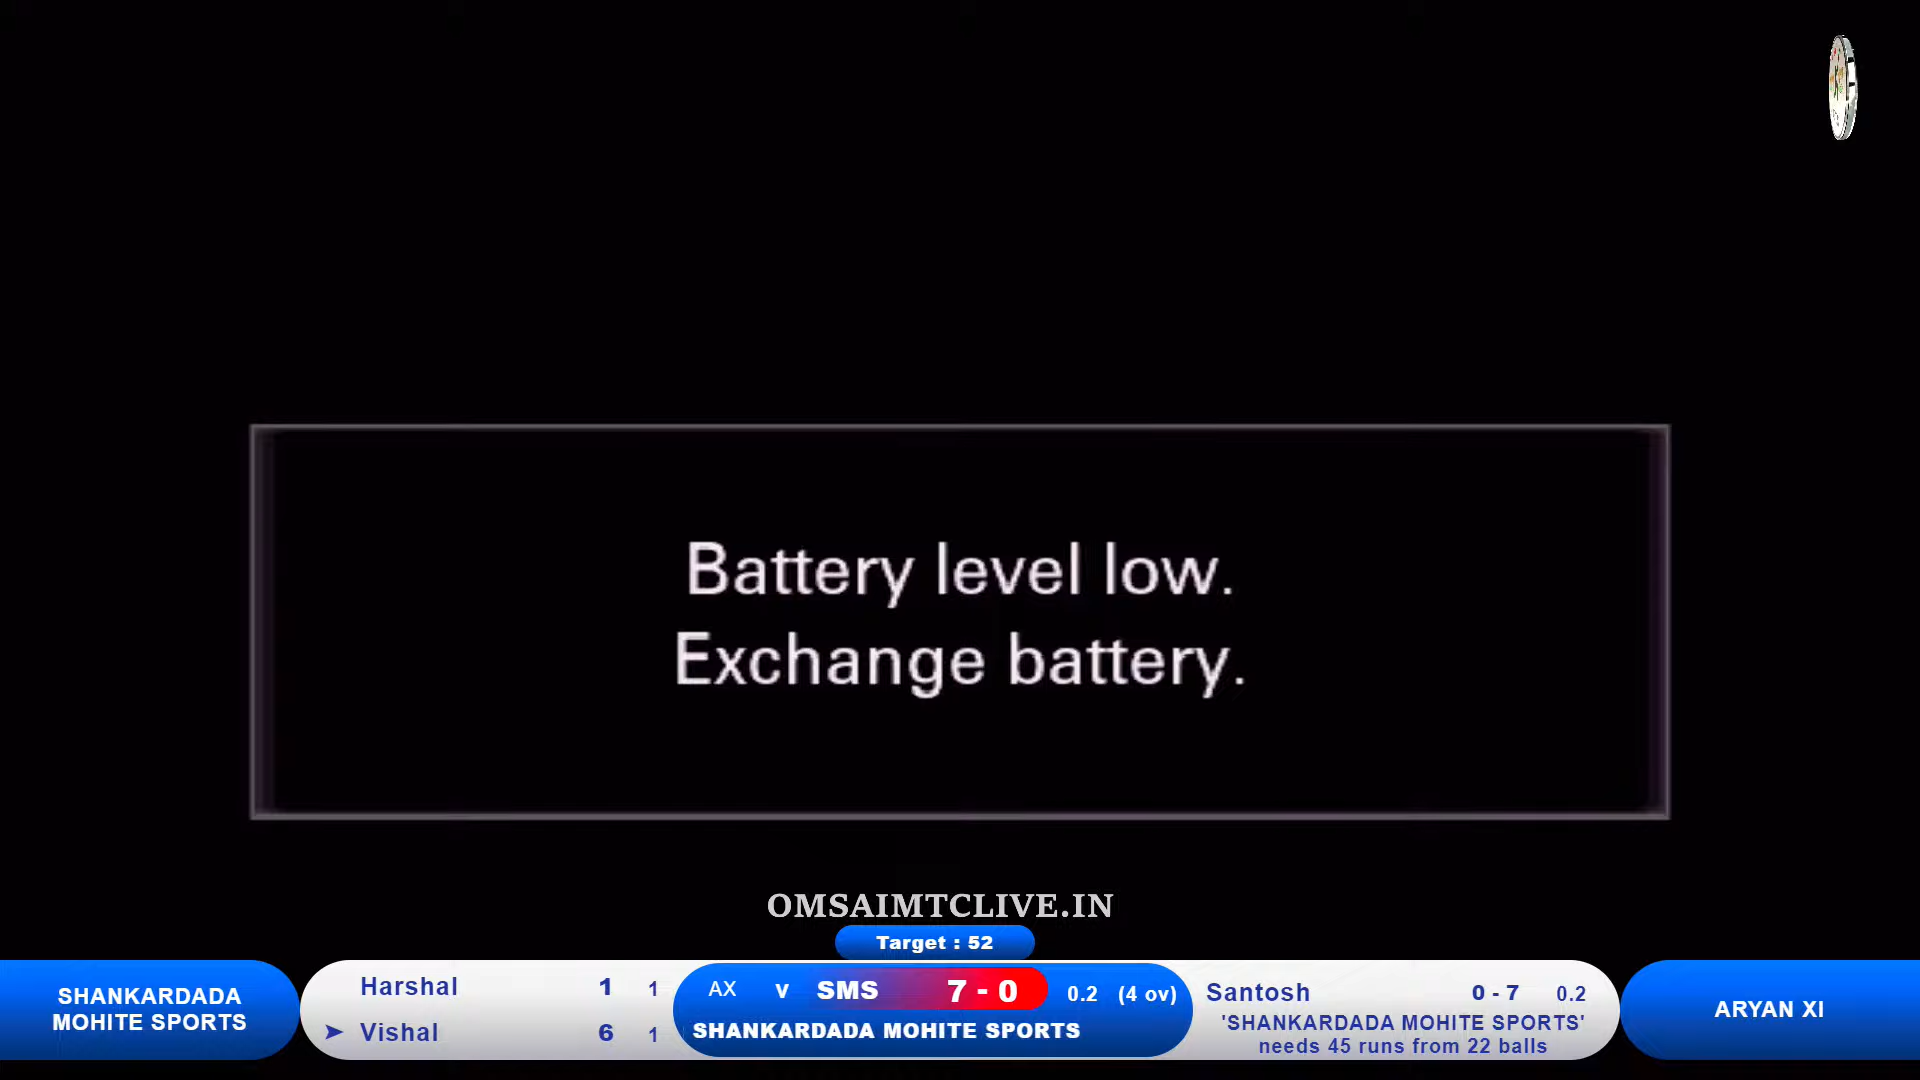 Battery level low.
Exchange battery.
OMSAIMTCLIVE.IN
Target : 52
SHANKARDADA
MOHITE SPORTS
Harshal 1 1
➤ Vishal 6 1
AX v SMS 7 - 0 0.2 (4 ov)
SHANKARDADA MOHITE SPORTS
Santosh 0 - 7 0.2
'SHANKARDADA MOHITE SPORTS'
needs 45 runs from 22 balls
ARYAN XI